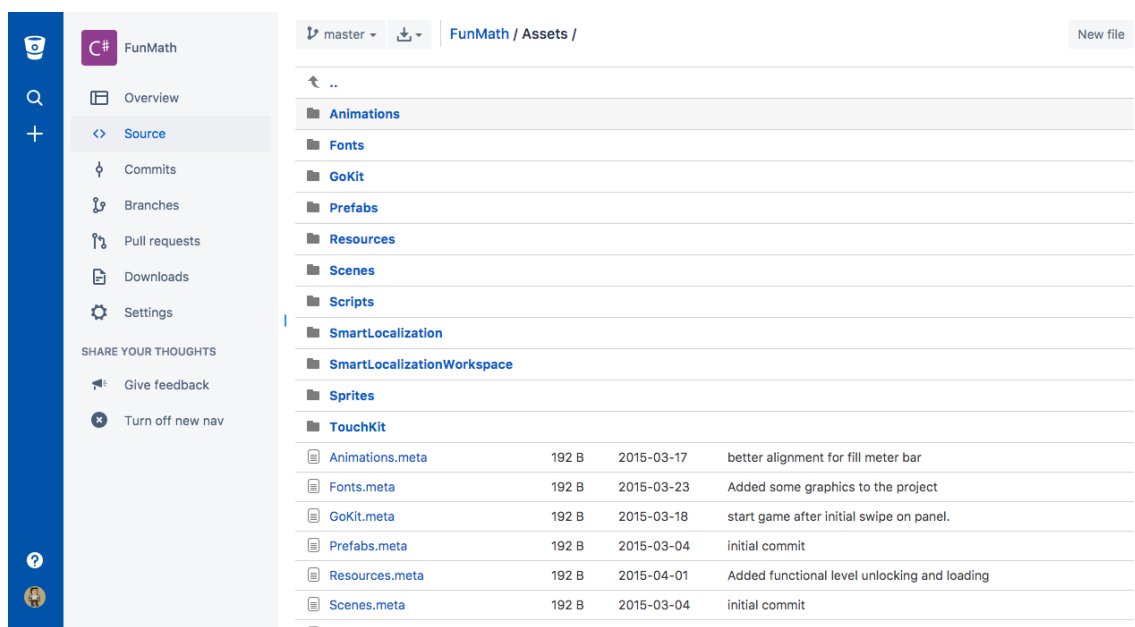 C#
FunMath
Overview
Source
Commits
Branches
Pull requests
Downloads
Settings
SHARE YOUR THOUGHTS
Give feedback
Turn off new nav
master
FunMath / Assets /
New file
..
Animations
Fonts
GoKit
Prefabs
Resources
Scenes
Scripts
SmartLocalization
SmartLocalizationWorkspace
Sprites
TouchKit
Animations.meta 192 B 2015-03-17 better alignment for fill meter bar
Fonts.meta 192 B 2015-03-23 Added some graphics to the project
GoKit.meta 192 B 2015-03-18 start game after initial swipe on panel.
Prefabs.meta 192 B 2015-03-04 initial commit
Resources.meta 192 B 2015-04-01 Added functional level unlocking and loading
Scenes.meta 192 B 2015-03-04 initial commit